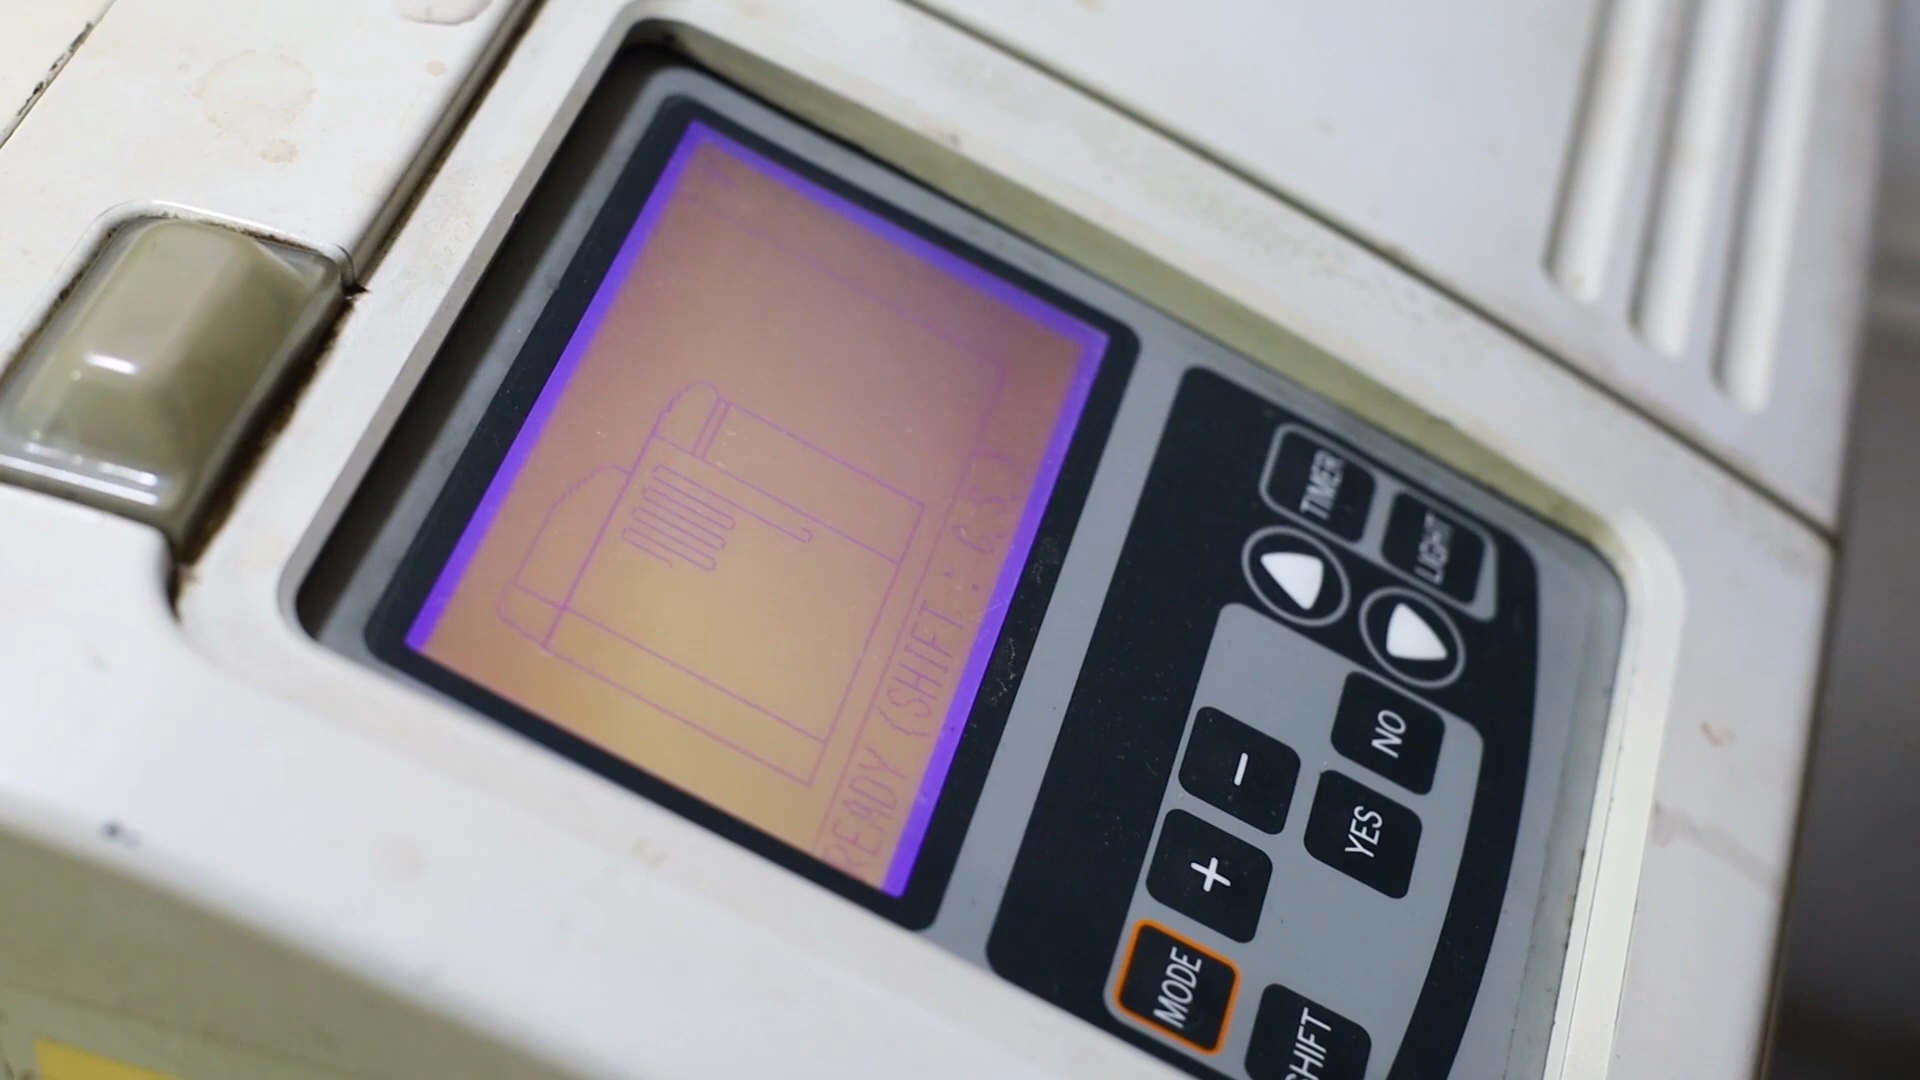 READY (SHIFT : C.S)
TIMER
LIGHT
NO
YES
-
+
MODE
SHIFT